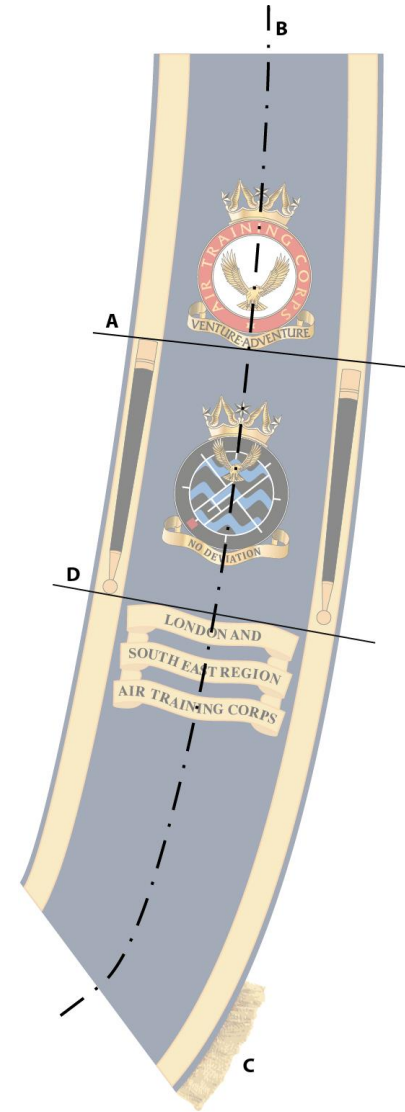 B
AIR TRAINING CORPS
VENTURE ADVENTURE
A
NO DEVIATION
D
LONDON AND
SOUTH EAST REGION
AIR TRAINING CORPS
C